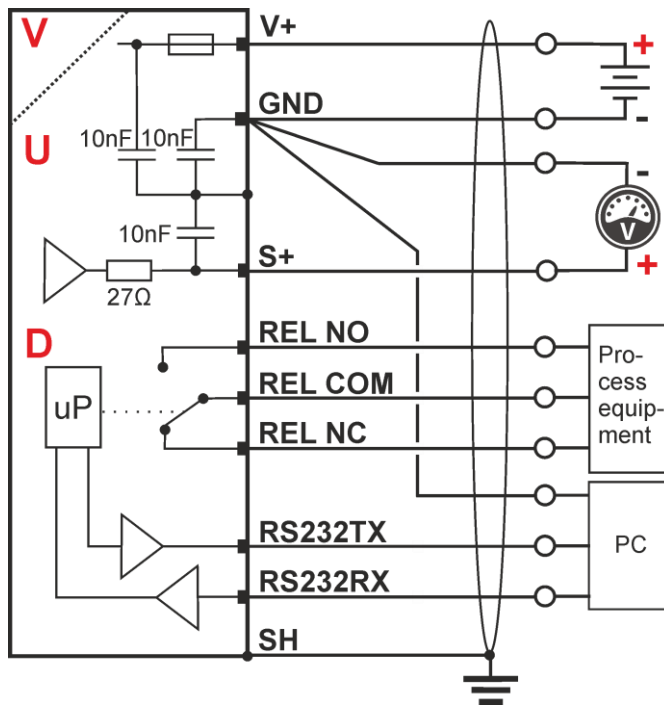 V
V+
+
GND
10nF 10nF
-
U
-
V
10nF
S+
+
27Ω
D
REL NO
Pro-
cess
equip-
ment
REL COM
uP
REL NC
RS232TX
PC
RS232RX
SH